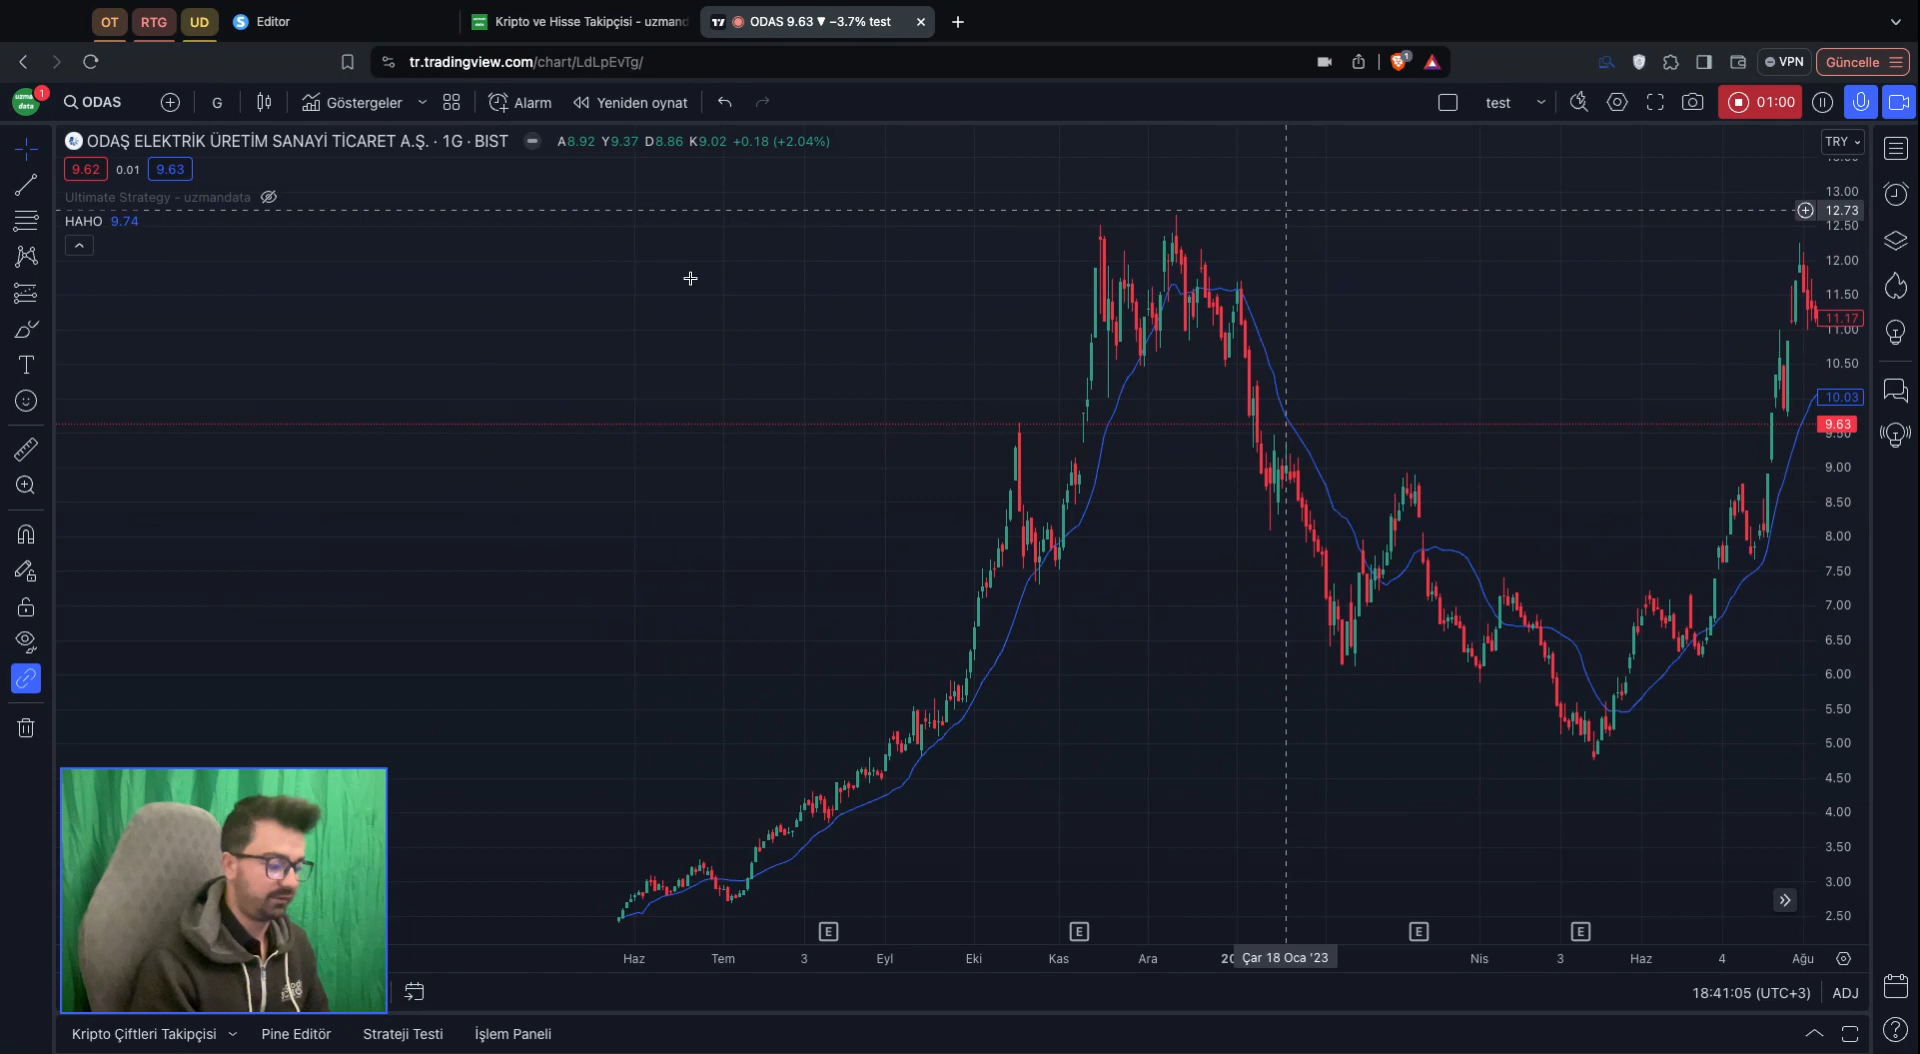 OT
RTG
UD
Editor
Kripto ve Hisse Takipçisi - uzmand
ODAS 9.63 ▼ −3.7% test
tr.tradingview.com/chart/LdLpEvTg/
1
VPN
Güncelle
uzman data
1
ODAS
G
Göstergeler
Alarm
Yeniden oynat
test
01:00
ODAŞ ELEKTRİK ÜRETİM SANAYİ TİCARET A.Ş. · 1G · BIST
A8.92 Y9.37 D8.86 K9.02 +0.18 (+2.04%)
TRY
9.62
0.01
9.63
Ultimate Strategy - uzmandata
HAHO 9.74
13.00
12.73
12.50
12.00
11.50
11.17
11.00
10.50
10.03
9.63
9.50
9.00
8.50
8.00
7.50
7.00
6.50
6.00
5.50
5.00
4.50
4.00
3.50
3.00
2.50
E
E
E
E
Haz
Tem
3
Eyl
Eki
Kas
Ara
20
Çar 18 Oca '23
Nis
3
Haz
4
Ağu
18:41:05 (UTC+3)
ADJ
Kripto Çiftleri Takipçisi
Pine Editör
Strateji Testi
İşlem Paneli